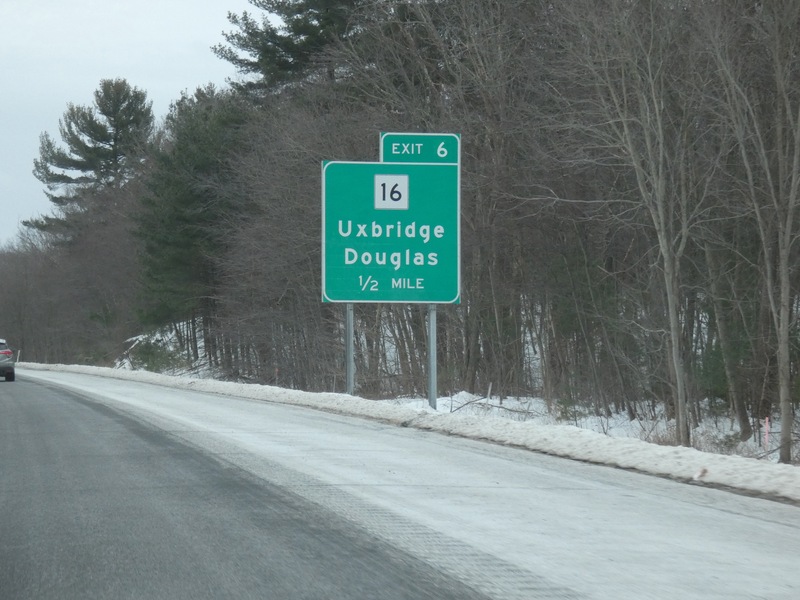 EXIT 6
16
Uxbridge
Douglas
1/2 MILE